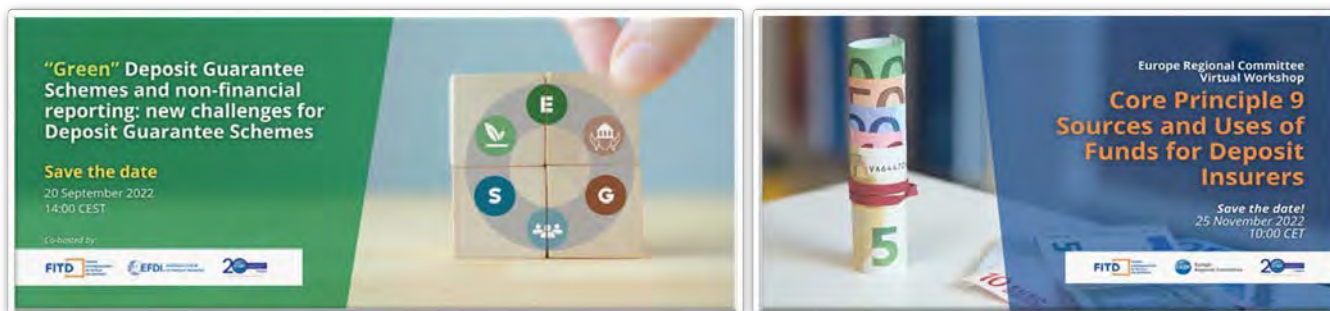 “Green” Deposit Guarantee
Schemes and non-financial
reporting: new challenges for
Deposit Guarantee Schemes
Save the date
20 September 2022
14:00 CEST
Co-hosted by:
FITD
EFDI
20
E
S
G
Europe Regional Committee
Virtual Workshop
Core Principle 9
Sources and Uses of
Funds for Deposit
Insurers
Save the date!
25 November 2022
10:00 CET
FITD
Europe
Regional Committee
20
5